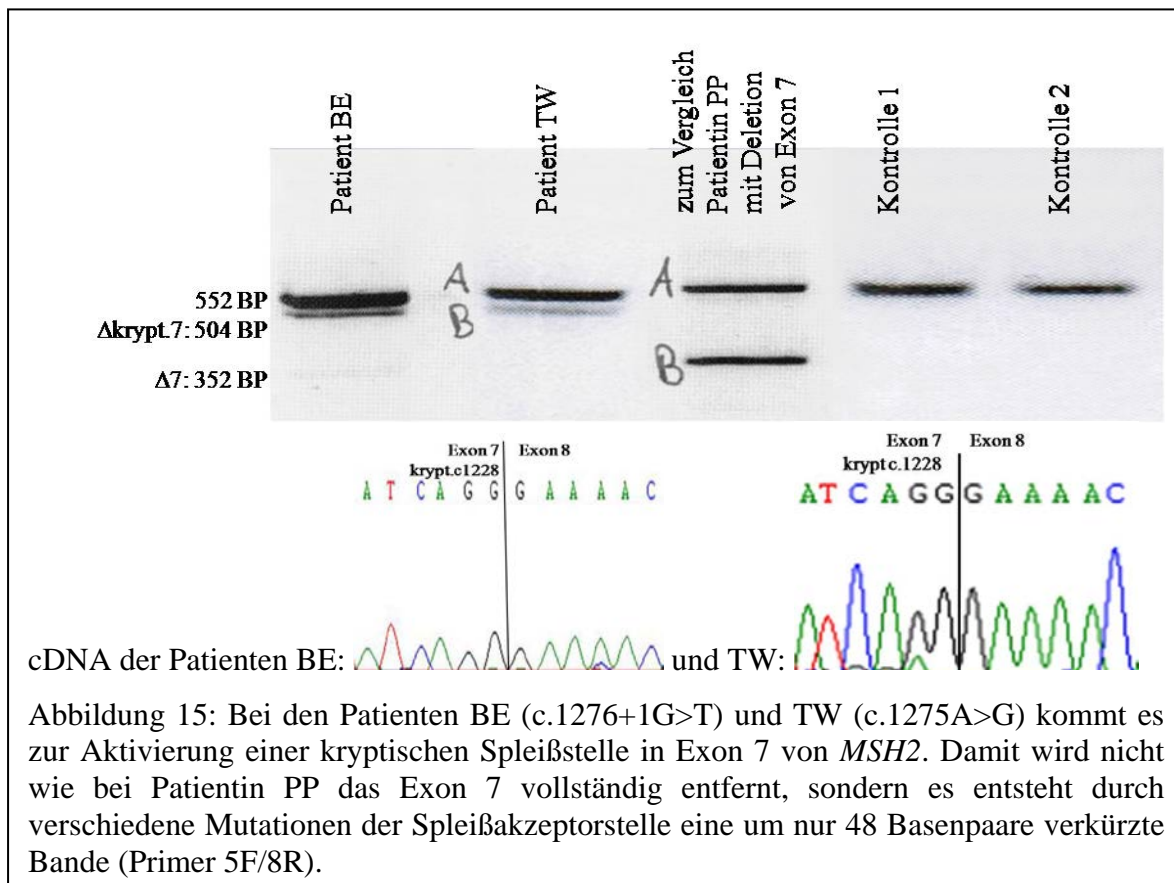 Patient BE
Patient TW
zum Vergleich
Patientin PP
mit Deletion
von Exon 7
Kontrolle 1
Kontrolle 2
552 BP
Δkrypt.7: 504 BP
Δ7: 352 BP
A
B
A
B
Exon 7 Exon 8
krypt.c1228
A T C A G G G A A A A C
Exon 7 Exon 8
krypt c.1228
A T C A G G G A A A A C
cDNA der Patienten BE: und TW:
Abbildung 15: Bei den Patienten BE (c.1276+1G>T) und TW (c.1275A>G) kommt es
zur Aktivierung einer kryptischen Spleißstelle in Exon 7 von MSH2. Damit wird nicht
wie bei Patientin PP das Exon 7 vollständig entfernt, sondern es entsteht durch
verschiedene Mutationen der Spleißakzeptorstelle eine um nur 48 Basenpaare verkürzte
Bande (Primer 5F/8R).